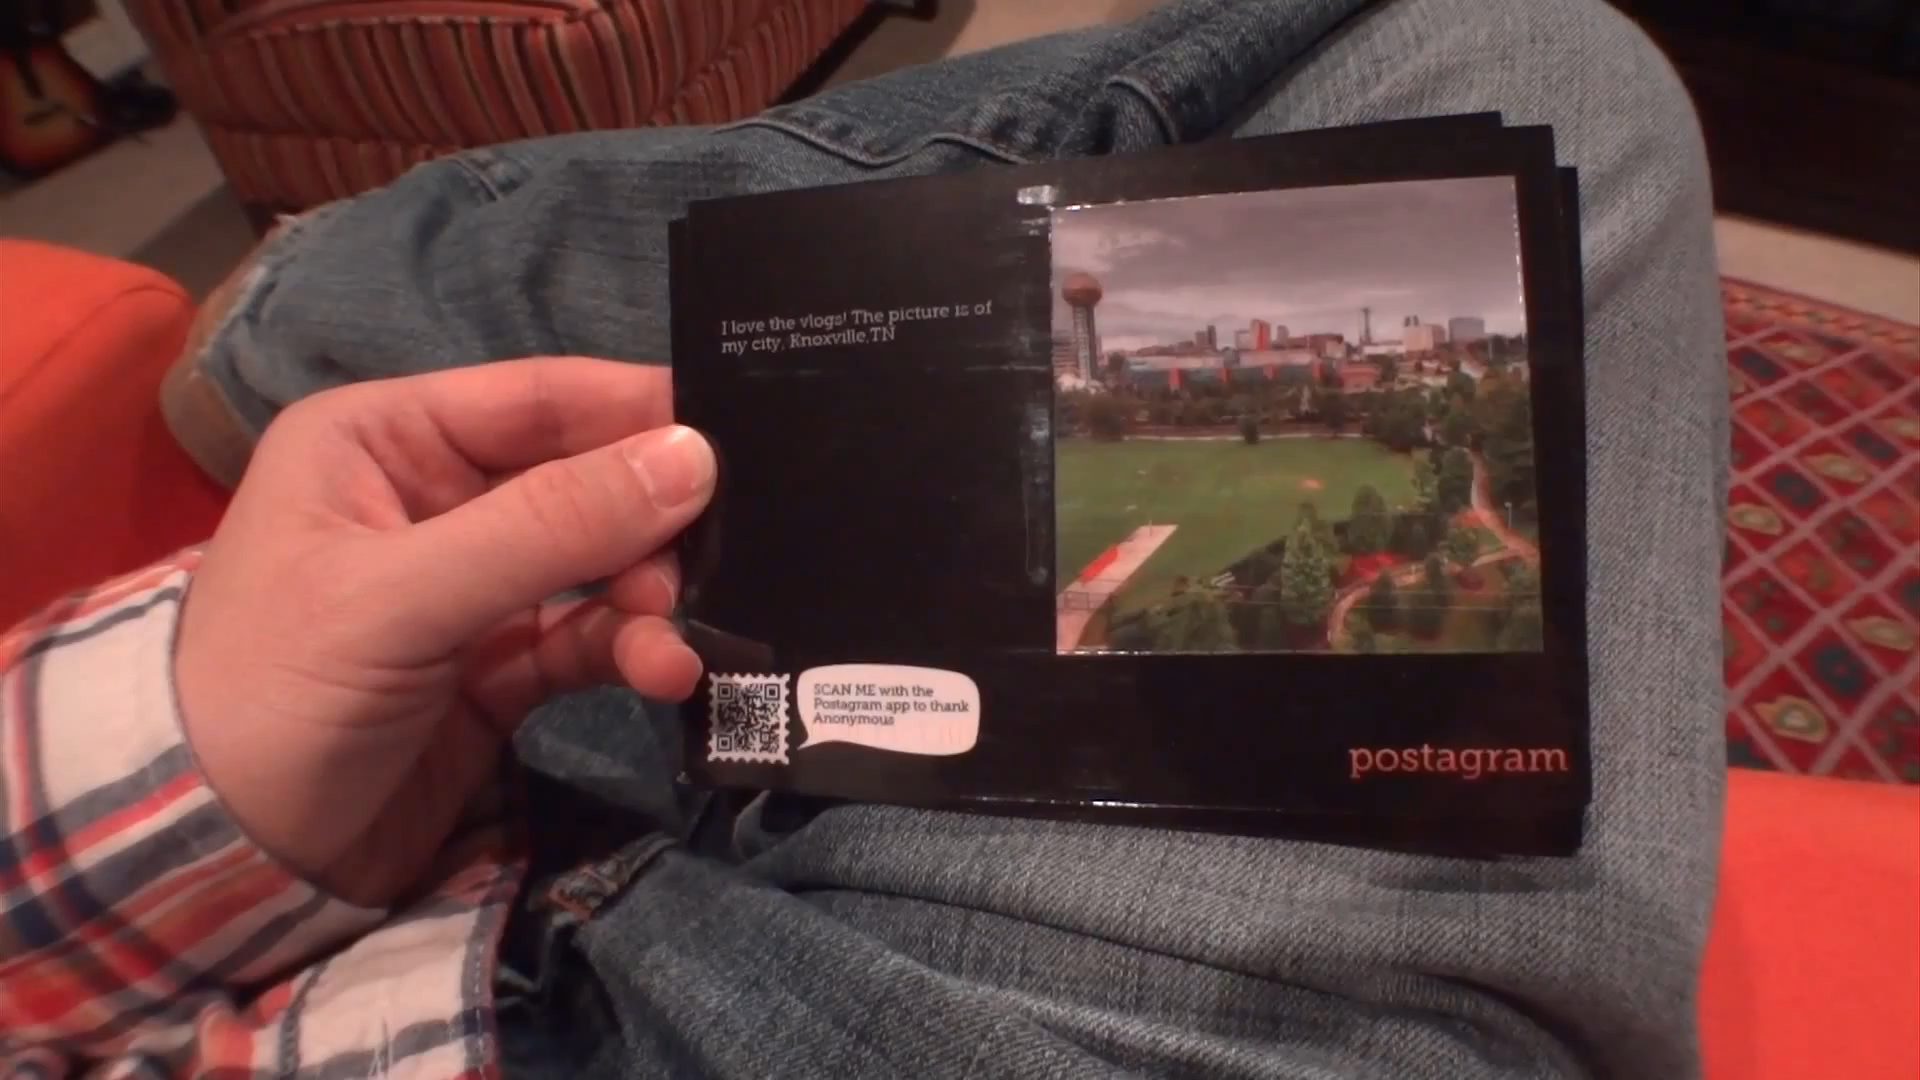 I love the vlogs! The picture is of
my city, Knoxville,TN
SCAN ME with the
Postagram app to thank
Anonymous
postagram